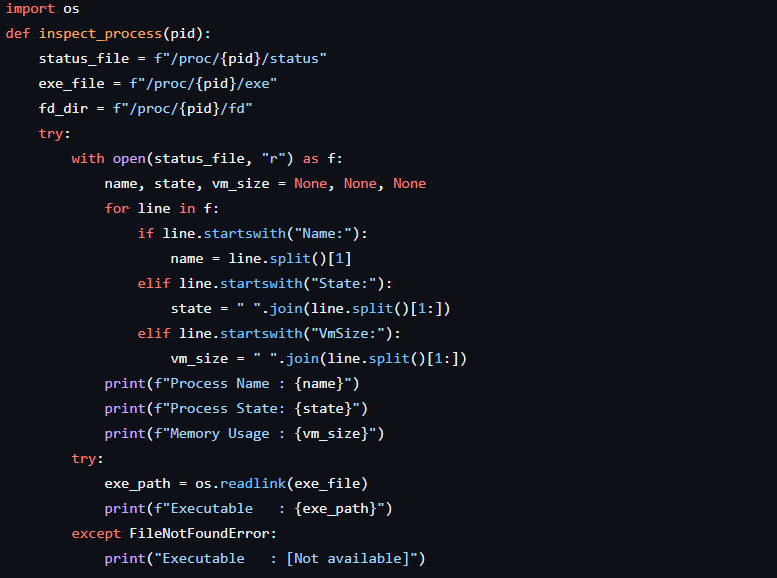 import os
def inspect_process(pid):
    status_file = f"/proc/{pid}/status"
    exe_file = f"/proc/{pid}/exe"
    fd_dir = f"/proc/{pid}/fd"
    try:
        with open(status_file, "r") as f:
            name, state, vm_size = None, None, None
            for line in f:
                if line.startswith("Name:"):
                    name = line.split()[1]
                elif line.startswith("State:"):
                    state = " ".join(line.split()[1:])
                elif line.startswith("VmSize:"):
                    vm_size = " ".join(line.split()[1:])
            print(f"Process Name : {name}")
            print(f"Process State: {state}")
            print(f"Memory Usage : {vm_size}")
        try:
            exe_path = os.readlink(exe_file)
            print(f"Executable   : {exe_path}")
        except FileNotFoundError:
            print("Executable   : [Not available]")